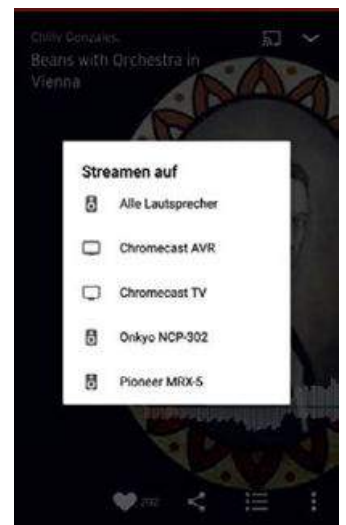 Chilly Gonzales.
Beans with Orchestra in
Vienna
Streamen auf
Alle Lautsprecher
Chromecast AVR
Chromecast TV
Onkyo NCP-302
Pioneer MRX-5
292